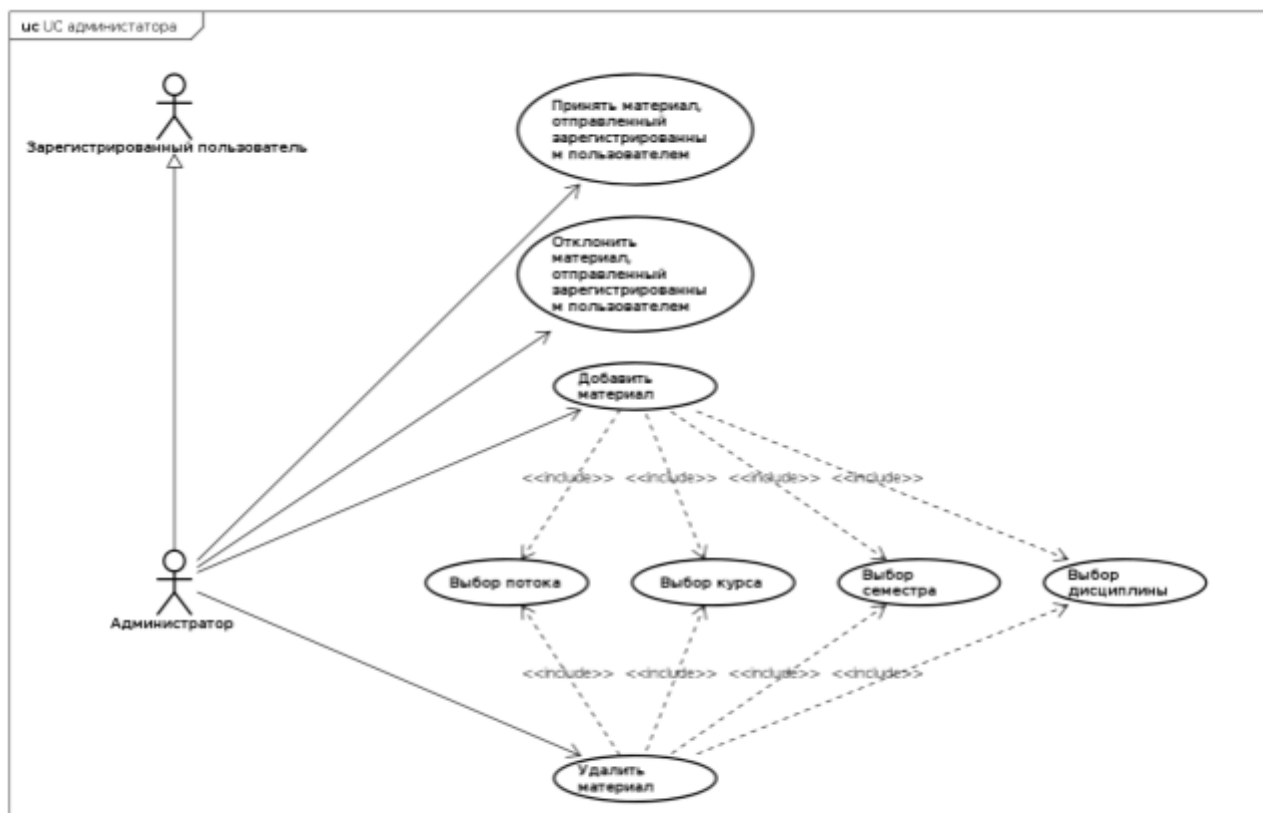 uc UC администатора
Зарегистрированный пользователь
Принять материал,
отправленный
зарегистрированны
м пользователем
Отклонить
материал,
отправленный
зарегистрированны
м пользователем
Добавить
материал
<<include>> <<include>> <<include>> <<include>>
Выбор потока
Выбор курса
Выбор
семестра
Выбор
дисциплины
Администратор
<<include>> <<include>> <<include>> <<include>>
Удалить
материал